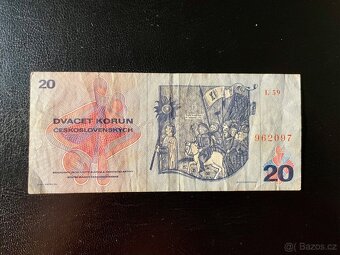 20
L 59
DVACET KORUN
ČESKOSLOVENSKÝCH
962097
20
Bazos.cz